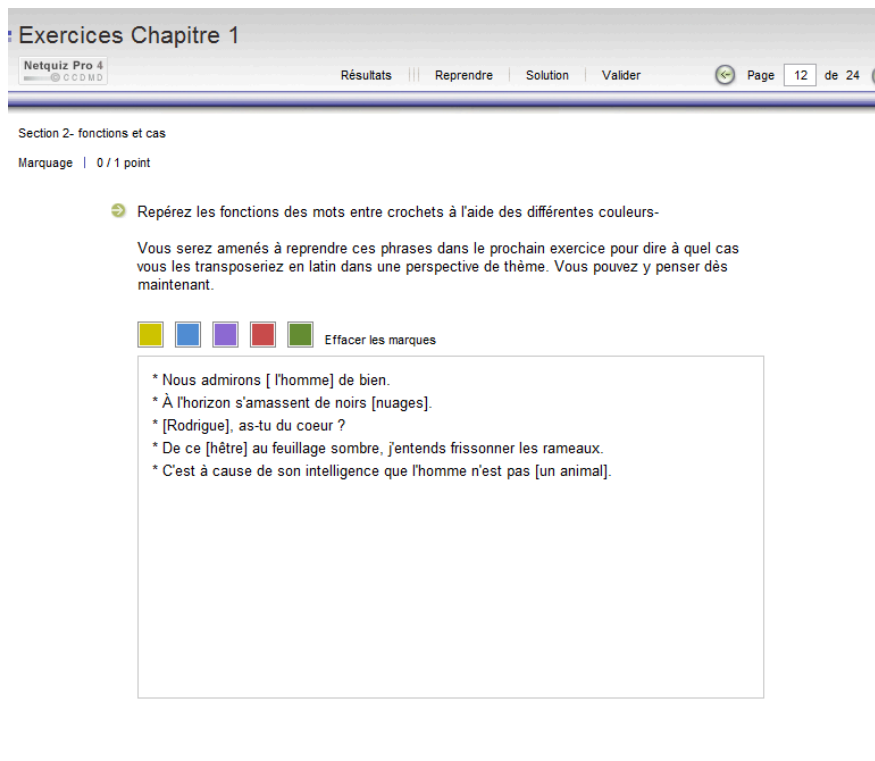 Exercices Chapitre 1
Netquiz Pro 4
CCDMD
Résultats ||| Reprendre | Solution | Valider Page 12 de 24
Section 2- fonctions et cas
Marquage | 0 / 1 point
Repérez les fonctions des mots entre crochets à l'aide des différentes couleurs-
Vous serez amenés à reprendre ces phrases dans le prochain exercice pour dire à quel cas
vous les transposeriez en latin dans une perspective de thème. Vous pouvez y penser dès
maintenant.
Effacer les marques
* Nous admirons [ l'homme] de bien.
* À l'horizon s'amassent de noirs [nuages].
* [Rodrigue], as-tu du coeur ?
* De ce [hêtre] au feuillage sombre, j'entends frissonner les rameaux.
* C'est à cause de son intelligence que l'homme n'est pas [un animal].